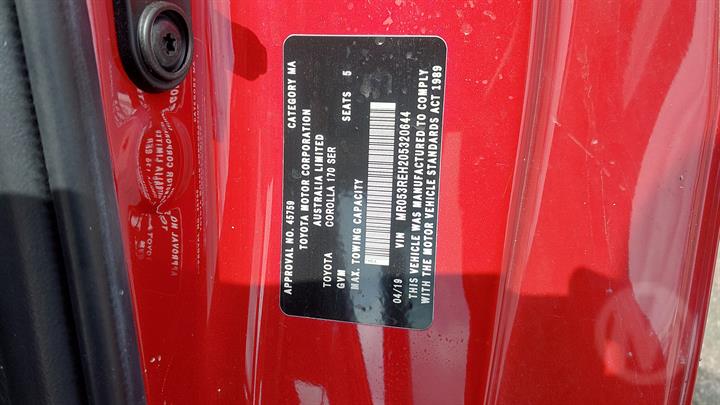 APPROVAL NO. 45759 CATEGORY MA
TOYOTA MOTOR CORPORATION
AUSTRALIA LIMITED
TOYOTA COROLLA 170 SER
GVM SEATS 5
MAX. TOWING CAPACITY
04/19 VIN MR053REH205320644
THIS VEHICLE WAS MANUFACTURED TO COMPLY
WITH THE MOTOR VEHICLE STANDARDS ACT 1989
M